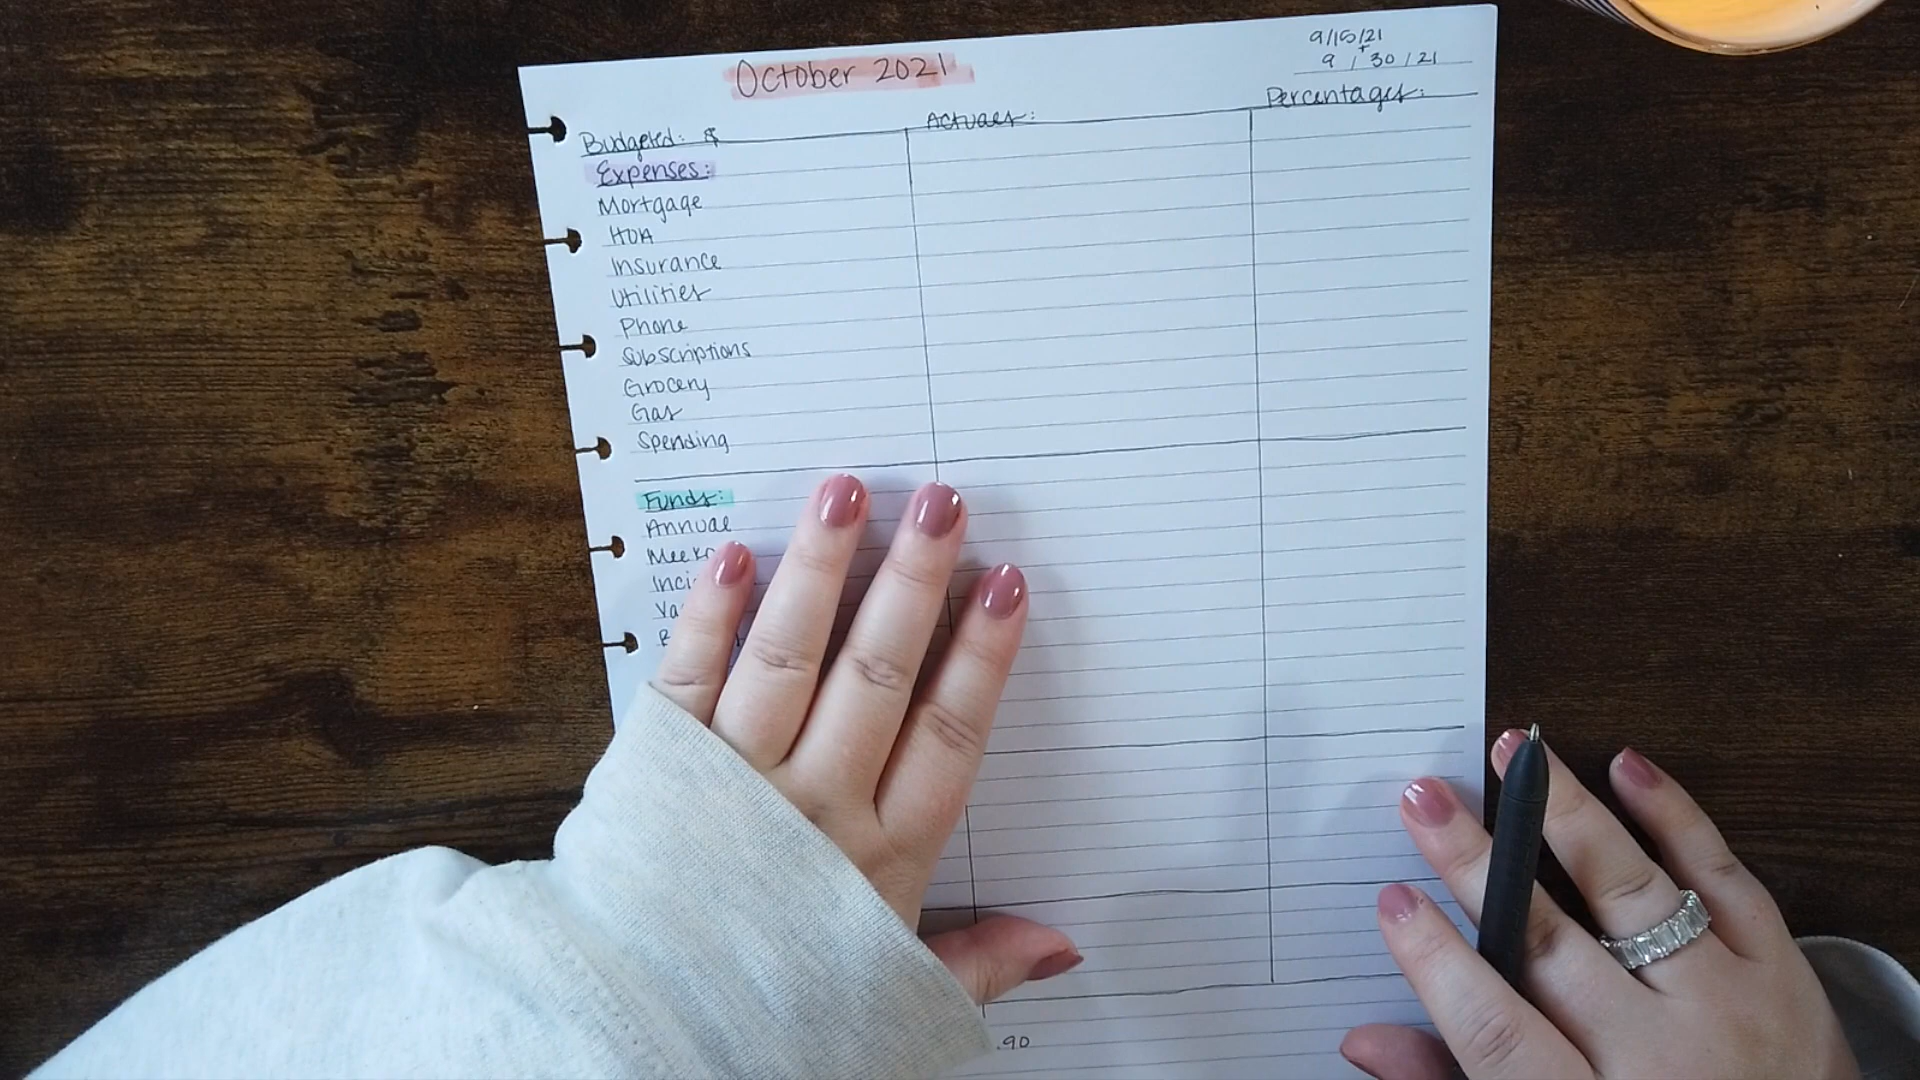 October 2021
9/15/21
+
9 / 30 / 21
Budgeted: $
Actuals:
Percentages:
Expenses:
Mortgage
HOA
Insurance
Utilities
Phone
Subscriptions
Grocery
Gas
Spending
Funds:
Annual
.90